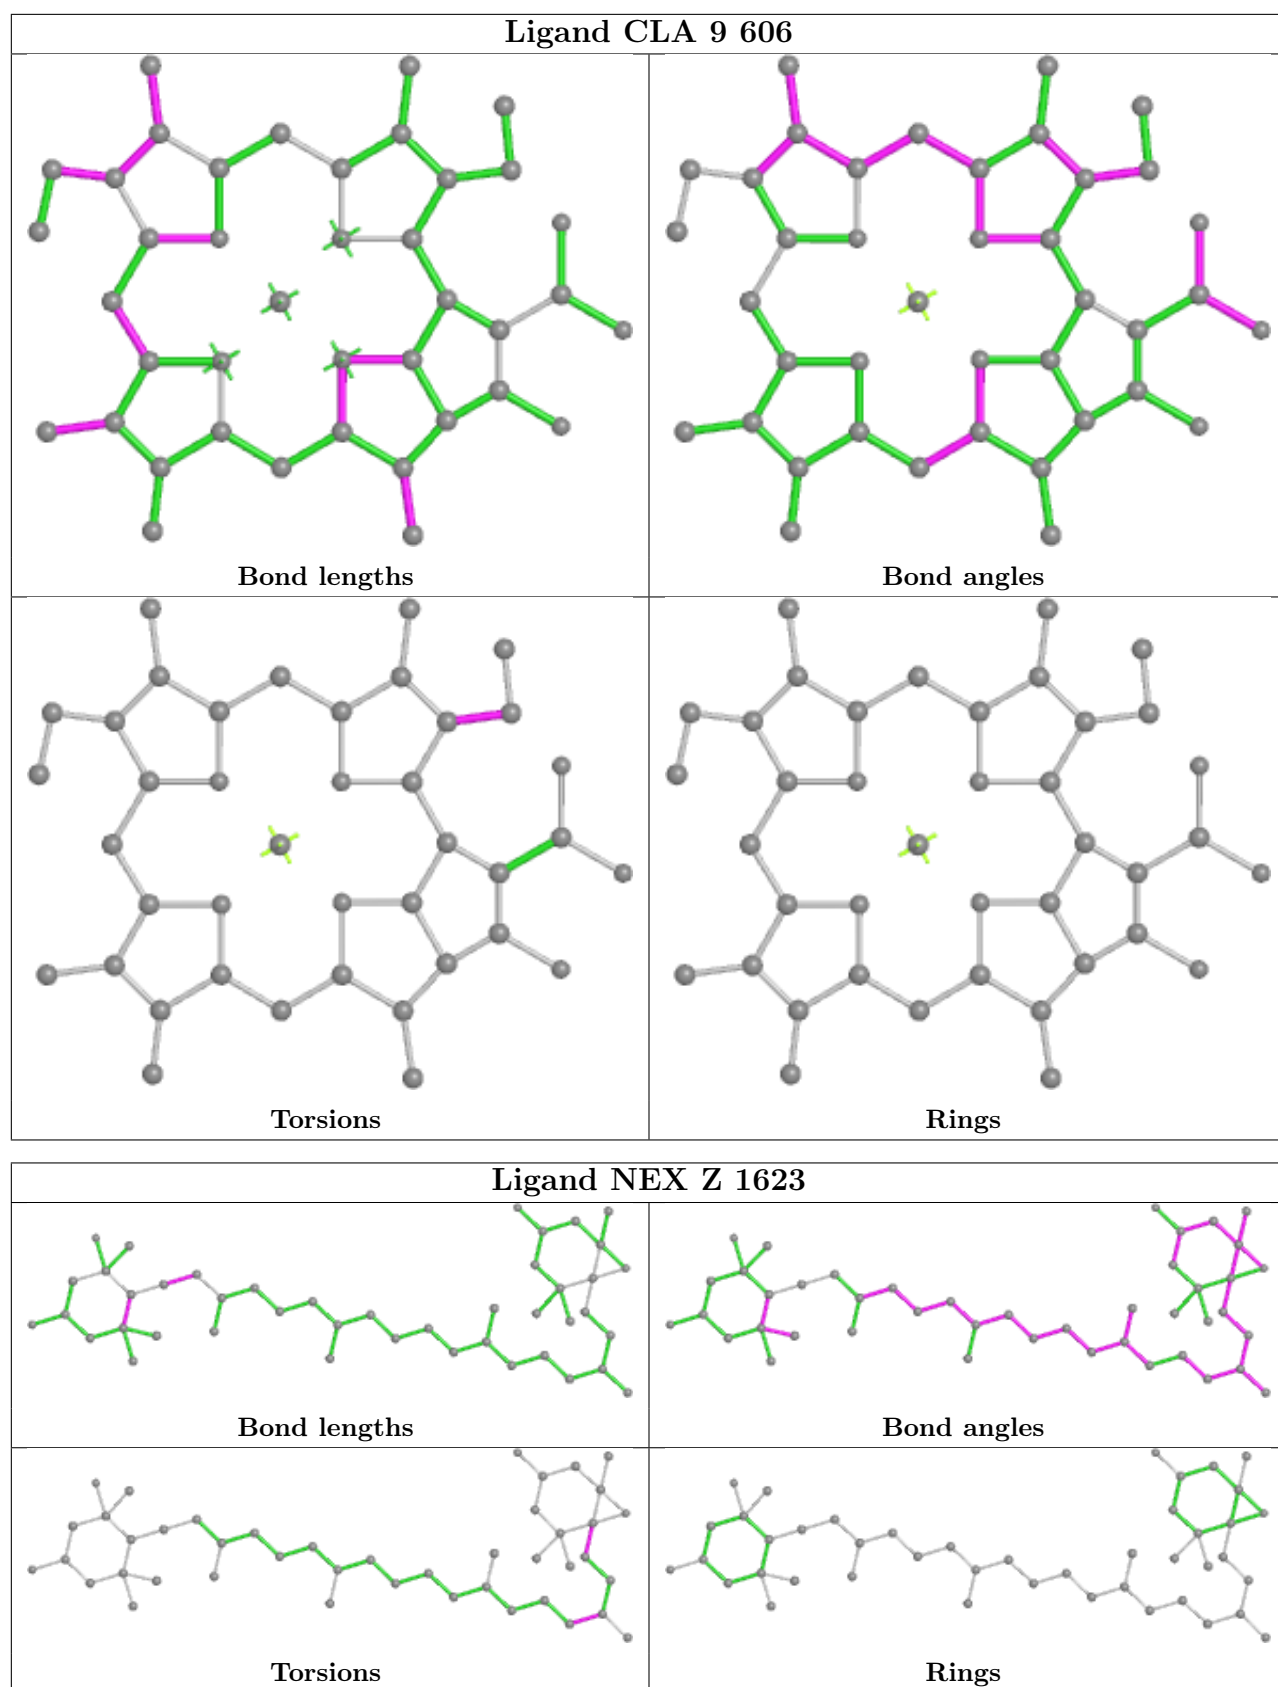 Ligand CLA 9 606
Bond lengths
Bond angles
Torsions
Rings
Ligand NEX Z 1623
Bond lengths
Bond angles
Torsions
Rings